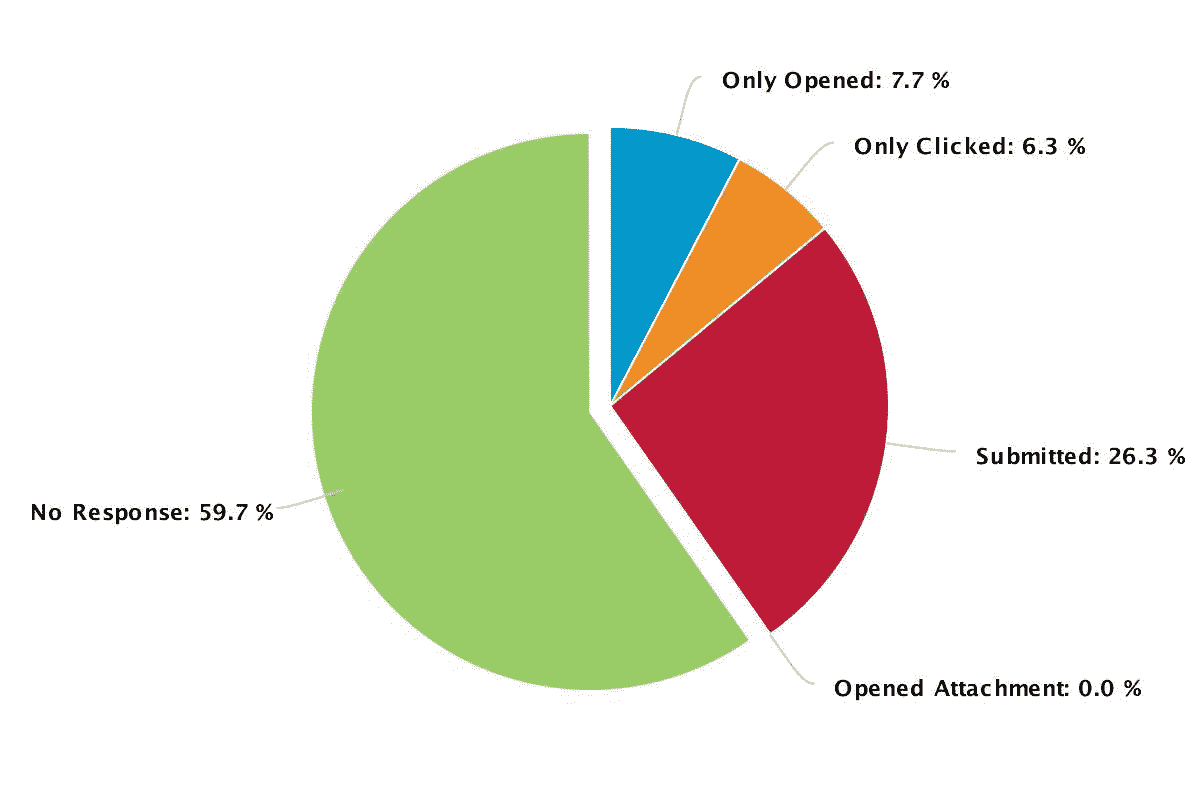 Only Opened: 7.7 %
Only Clicked: 6.3 %
Submitted: 26.3 %
No Response: 59.7 %
Opened Attachment: 0.0 %